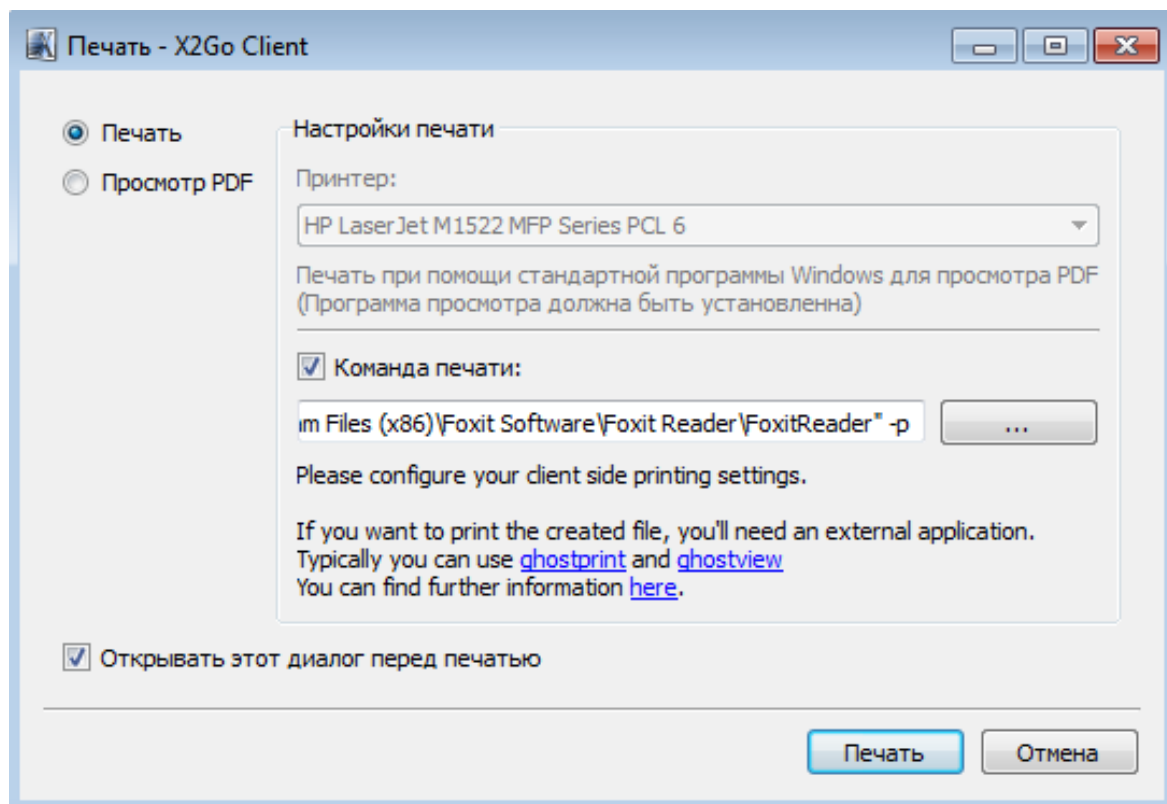 Печать - X2Go Client
Печать
Просмотр PDF
Настройки печати
Принтер:
HP LaserJet M1522 MFP Series PCL 6
Печать при помощи стандартной программы Windows для просмотра PDF
(Программа просмотра должна быть установленна)
Команда печати:
am Files (x86)\Foxit Software\Foxit Reader\FoxitReader" -p
...
Please configure your client side printing settings.
If you want to print the created file, you'll need an external application.
Typically you can use ghostprint and ghostview
You can find further information here.
Открывать этот диалог перед печатью
Печать
Отмена